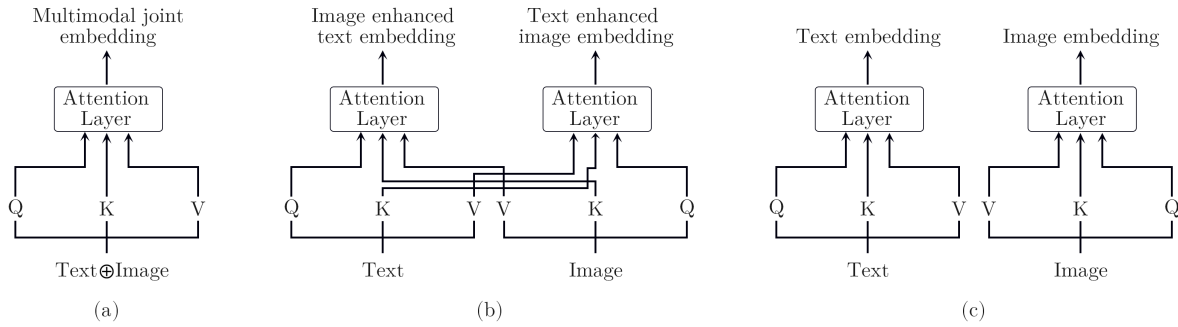 Multimodal joint
embedding
Attention
Layer
Q K V
Text⊕Image
(a)
Image enhanced
text embedding
Text enhanced
image embedding
Attention
Layer
Attention
Layer
Q K V V K Q
Text Image
(b)
Text embedding
Image embedding
Attention
Layer
Attention
Layer
Q K V V K Q
Text Image
(c)